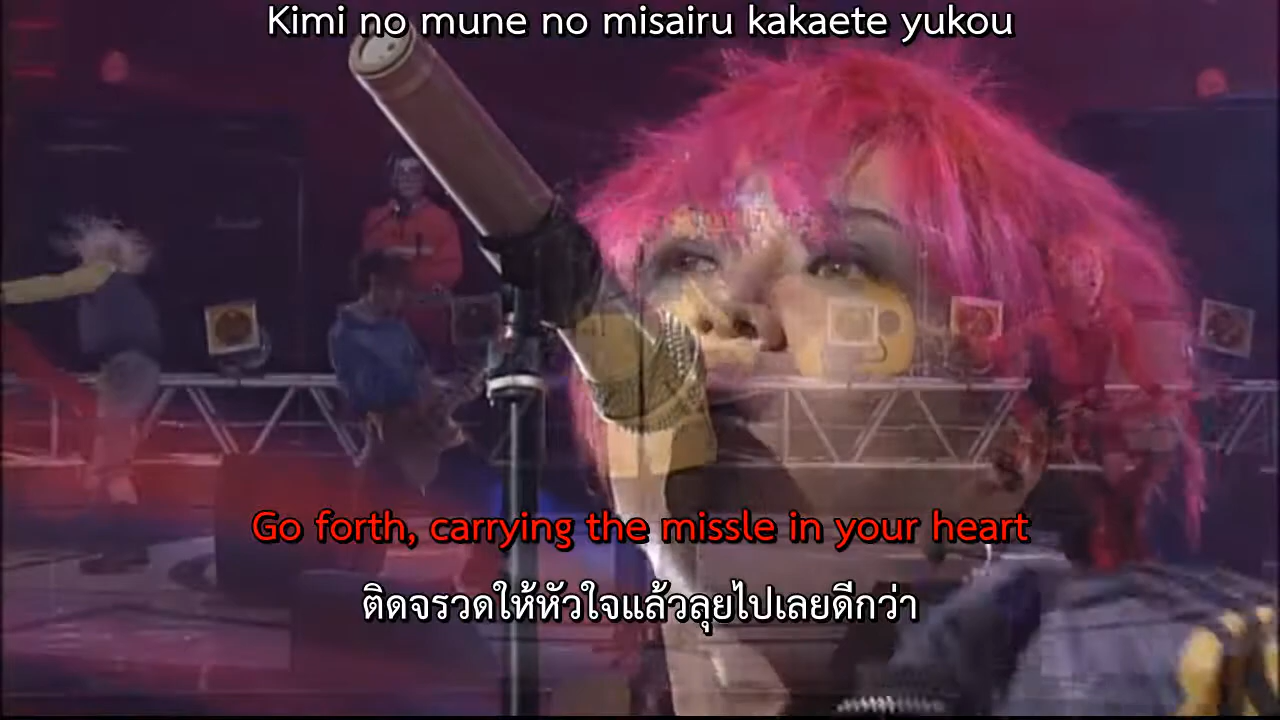 Kimi no mune no misairu kakaete yukou
Go forth, carrying the missle in your heart
ติดจรวดให้หัวใจแล้วลุยไปเลยดีกว่า